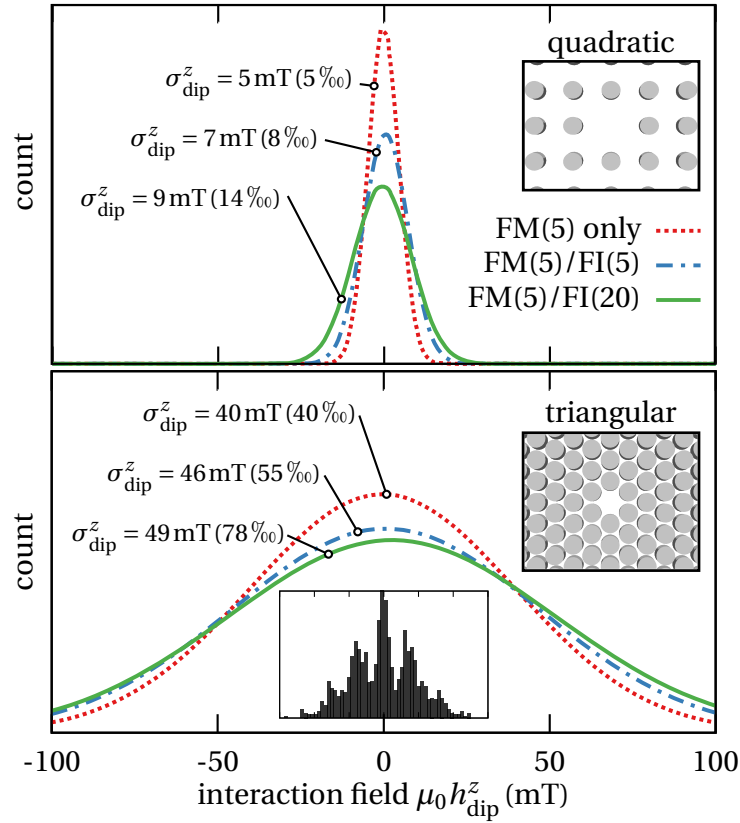 quadratic
σ^z_dip = 5 mT (5 ‰)
σ^z_dip = 7 mT (8 ‰)
σ^z_dip = 9 mT (14 ‰)
count
FM(5) only
FM(5)/FI(5)
FM(5)/FI(20)
triangular
σ^z_dip = 40 mT (40 ‰)
σ^z_dip = 46 mT (55 ‰)
σ^z_dip = 49 mT (78 ‰)
count
-100 -50 0 50 100
interaction field μ₀h^z_dip (mT)